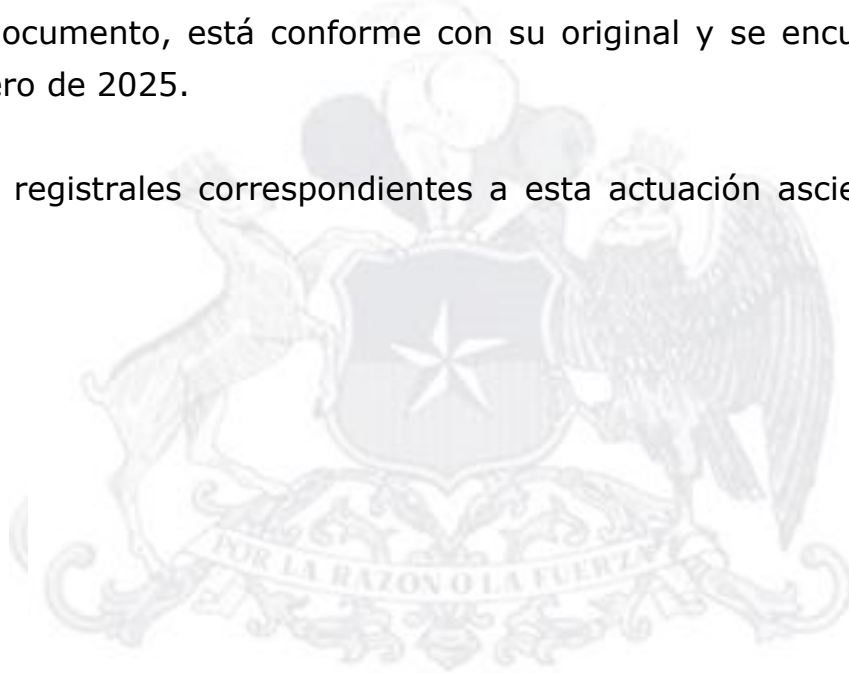 ocumento, está conforme con su original y se encu
ero de 2025.
registrales correspondientes a esta actuación ascie
POR LA RAZON O LA FUERZA